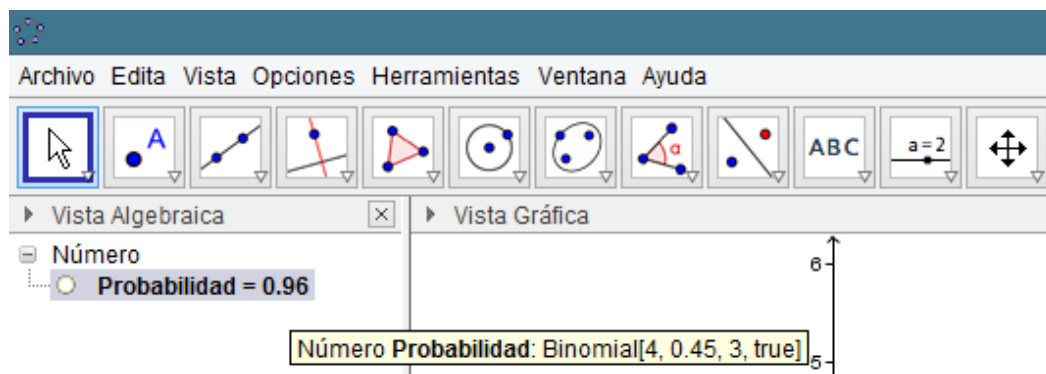 Archivo Edita Vista Opciones Herramientas Ventana Ayuda
A
α
ABC
a=2
Vista Algebraica
Vista Gráfica
Número
Probabilidad = 0.96
6
Número Probabilidad: Binomial[4, 0.45, 3, true]
5